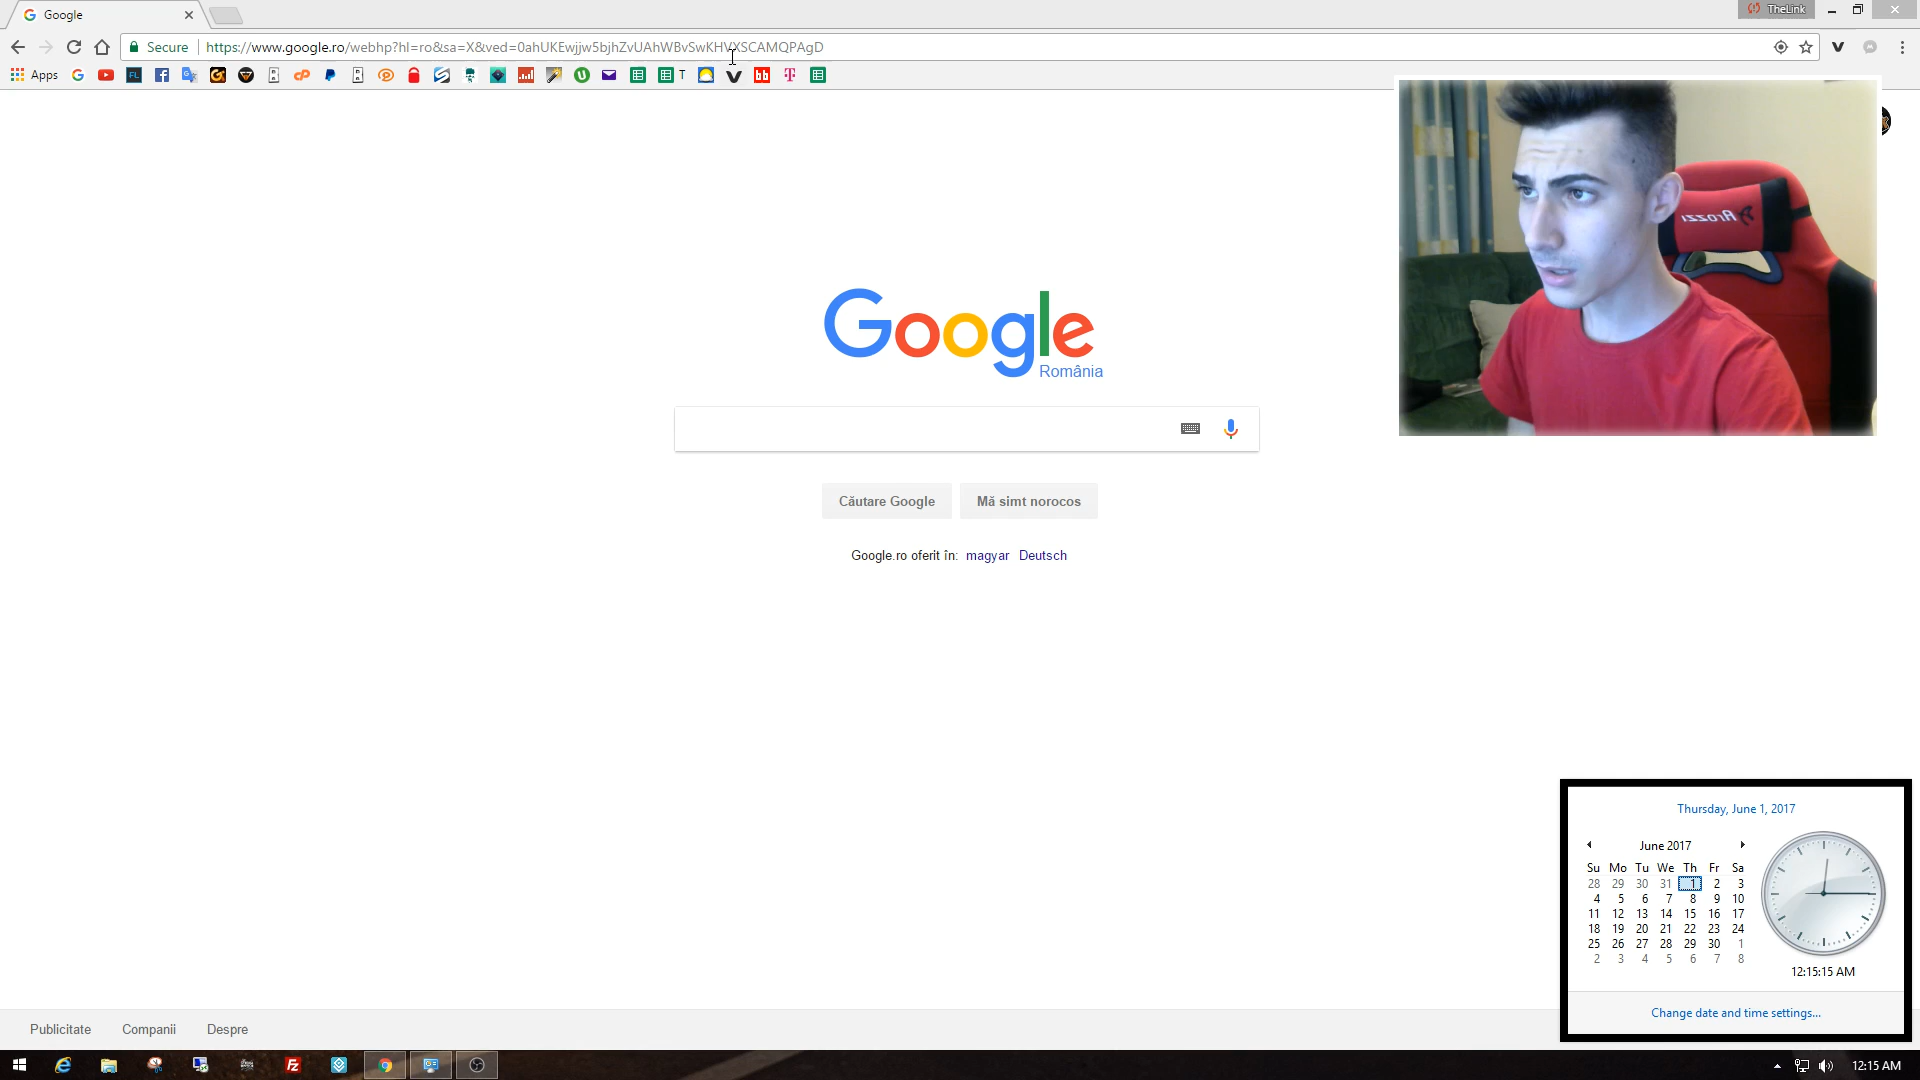 Google
TheLink
Secure
https://www.google.ro/webhp?hl=ro&sa=X&ved=0ahUKEwjjw5bjhZvUAhWBvSwKHVXSCAMQPAgD
Apps
T
Arozzi
Google
România
Căutare Google
Mă simt norocos
Google.ro oferit în: magyar Deutsch
Thursday, June 1, 2017
June 2017
Su Mo Tu We Th Fr Sa
28 29 30 31 1 2 3
4 5 6 7 8 9 10
11 12 13 14 15 16 17
18 19 20 21 22 23 24
25 26 27 28 29 30 1
2 3 4 5 6 7 8
12:15:15 AM
Change date and time settings...
Publicitate
Companii
Despre
12:15 AM